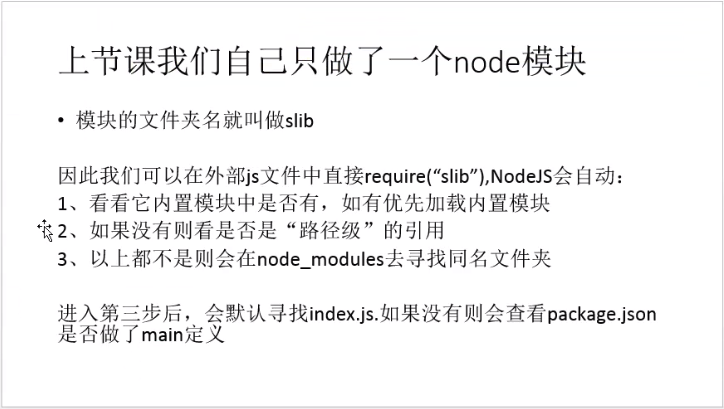 上节课我们自己只做了一个node模块
• 模块的文件夹名就叫做slib
因此我们可以在外部js文件中直接require(“slib”),NodeJS会自动：
1、看看它内置模块中是否有、如有优先加载内置模块
2、如果没有则看是否是“路径级”的引用
3、以上都不是则会在node_modules去寻找同名文件夹
进入第三步后，会默认寻找index.js.如果没有则会查看package.json
是否做了main定义